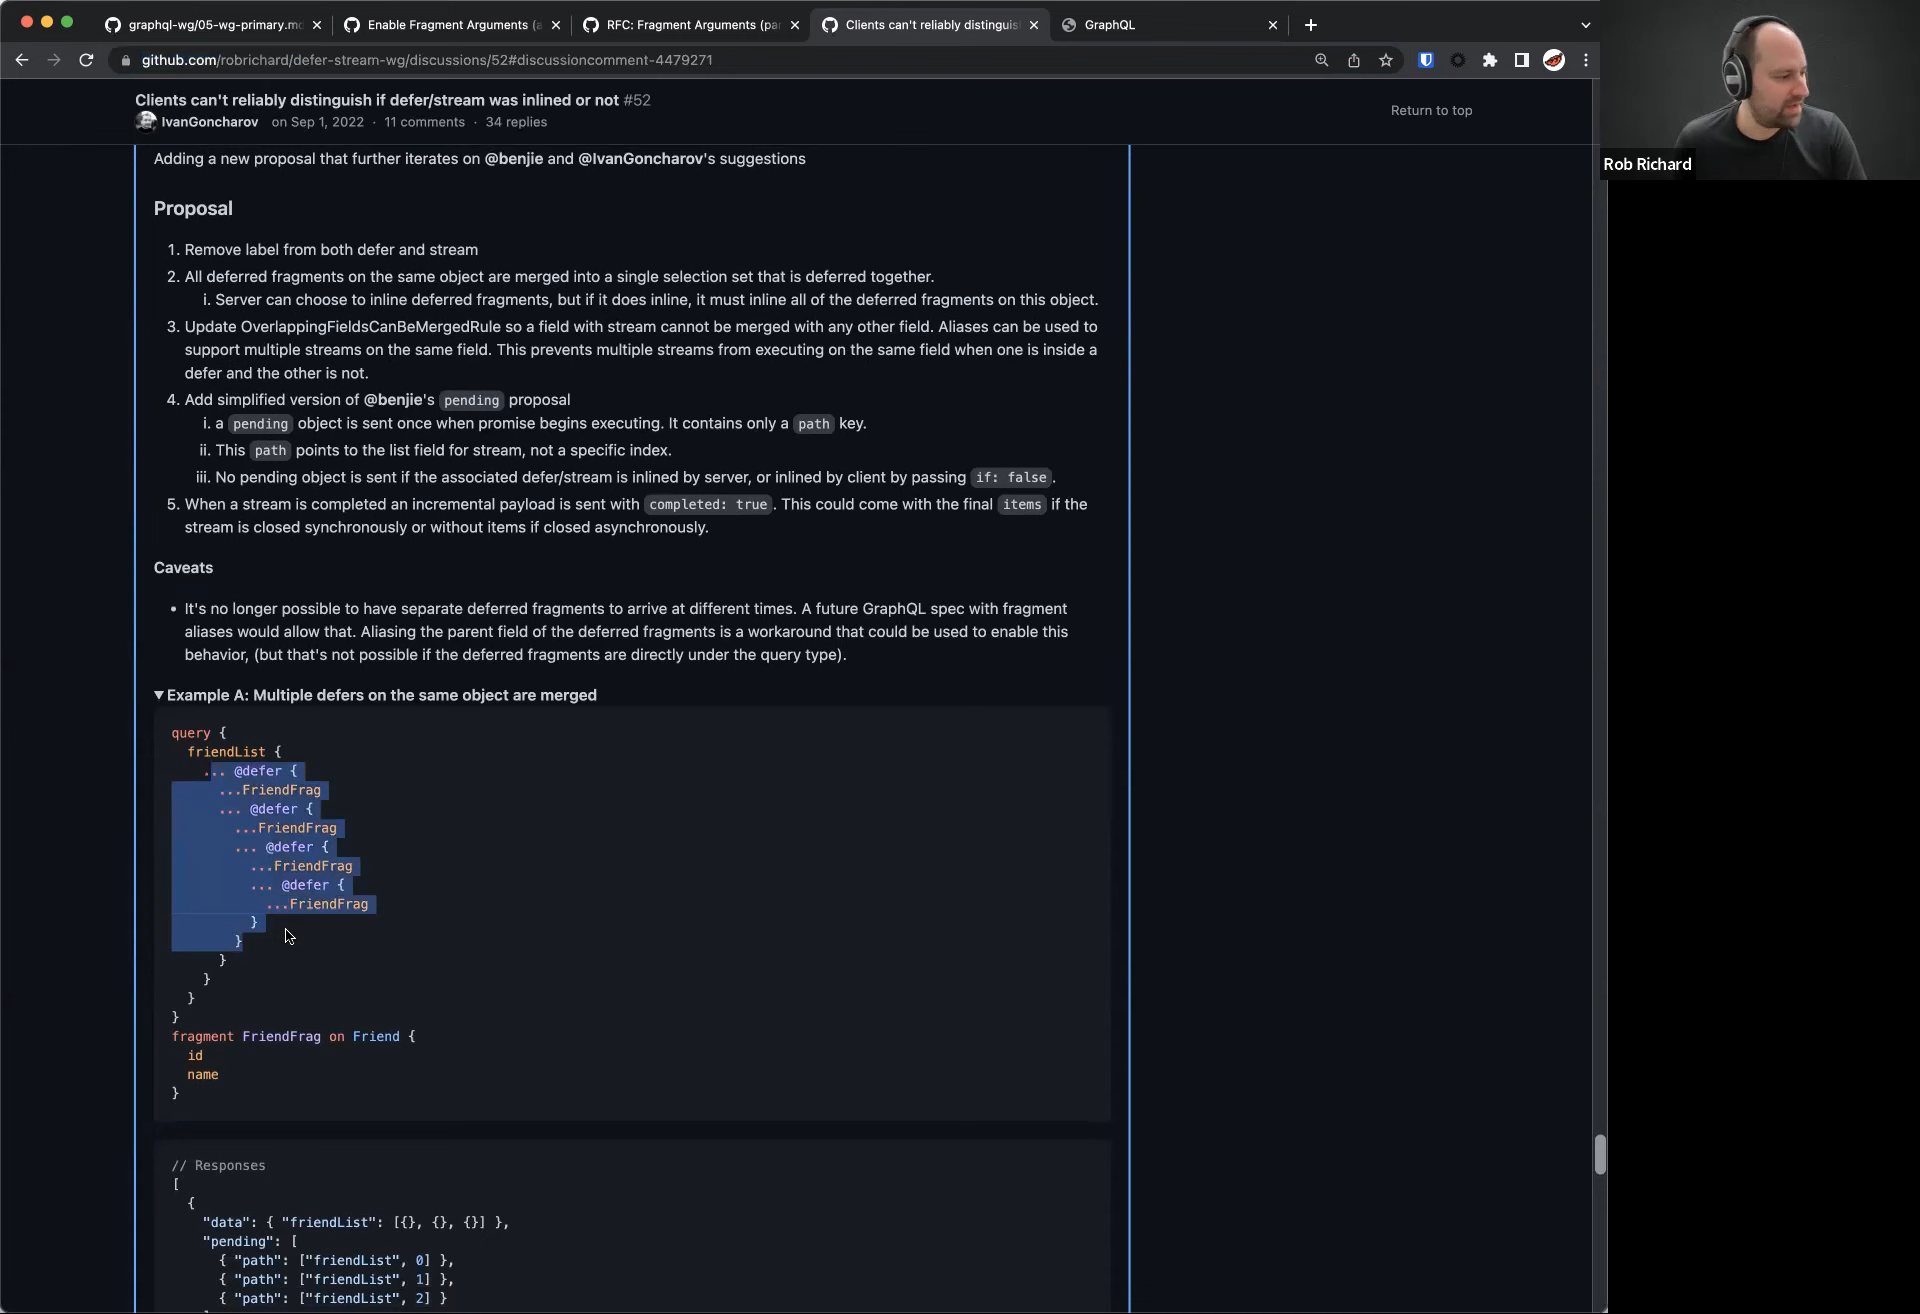 graphql-wg/05-wg-primary.md
Enable Fragment Arguments (a
RFC: Fragment Arguments (par
Clients can't reliably distinguis
GraphQL
github.com/robrichard/defer-stream-wg/discussions/52#discussioncomment-4479271
Rob Richard
Clients can't reliably distinguish if defer/stream was inlined or not #52
IvanGoncharov on Sep 1, 2022 · 11 comments · 34 replies
Return to top
Adding a new proposal that further iterates on @benjie and @IvanGoncharov's suggestions
Proposal
1. Remove label from both defer and stream
2. All deferred fragments on the same object are merged into a single selection set that is deferred together.
i. Server can choose to inline deferred fragments, but if it does inline, it must inline all of the deferred fragments on this object.
3. Update OverlappingFieldsCanBeMergedRule so a field with stream cannot be merged with any other field. Aliases can be used to
support multiple streams on the same field. This prevents multiple streams from executing on the same field when one is inside a
defer and the other is not.
4. Add simplified version of @benjie's pending proposal
i. a pending object is sent once when promise begins executing. It contains only a path key.
ii. This path points to the list field for stream, not a specific index.
iii. No pending object is sent if the associated defer/stream is inlined by server, or inlined by client by passing if: false.
5. When a stream is completed an incremental payload is sent with completed: true. This could come with the final items if the
stream is closed synchronously or without items if closed asynchronously.
Caveats
• It's no longer possible to have separate deferred fragments to arrive at different times. A future GraphQL spec with fragment
aliases would allow that. Aliasing the parent field of the deferred fragments is a workaround that could be used to enable this
behavior, (but that's not possible if the deferred fragments are directly under the query type).
▼ Example A: Multiple defers on the same object are merged
query {
friendList {
... @defer {
...FriendFrag
... @defer {
...FriendFrag
... @defer {
...FriendFrag
... @defer {
...FriendFrag
}
}
}
}
}
}
fragment FriendFrag on Friend {
id
name
}
// Responses
[
{
"data": { "friendList": [{}, {}, {}] },
"pending": [
{ "path": ["friendList", 0] },
{ "path": ["friendList", 1] },
{ "path": ["friendList", 2] }